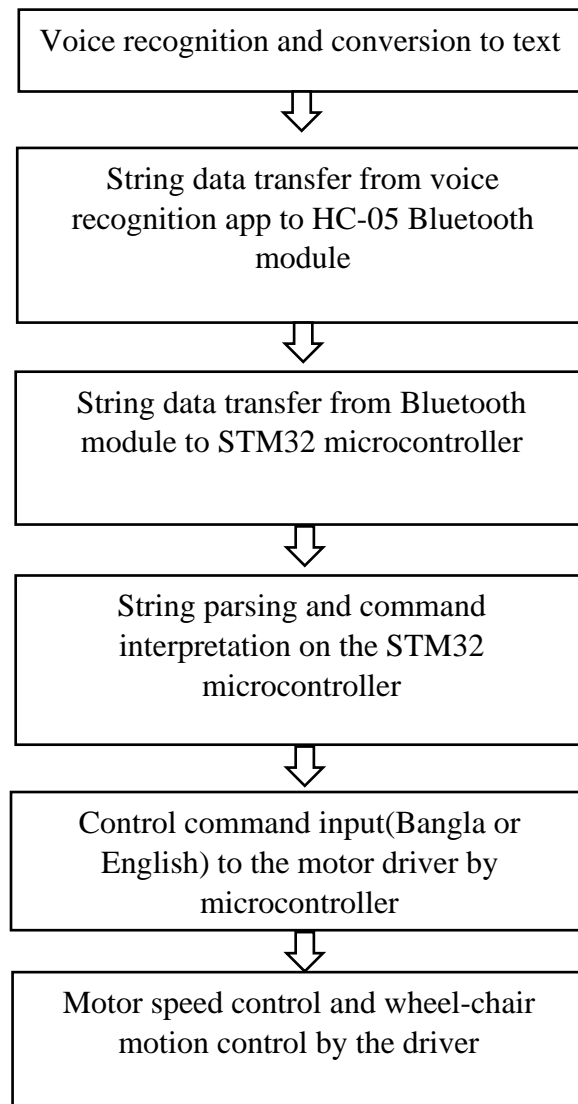 Voice recognition and conversion to text
String data transfer from voice
recognition app to HC-05 Bluetooth
module
String data transfer from Bluetooth
module to STM32 microcontroller
String parsing and command
interpretation on the STM32
microcontroller
Control command input(Bangla or
English) to the motor driver by
microcontroller
Motor speed control and wheel-chair
motion control by the driver